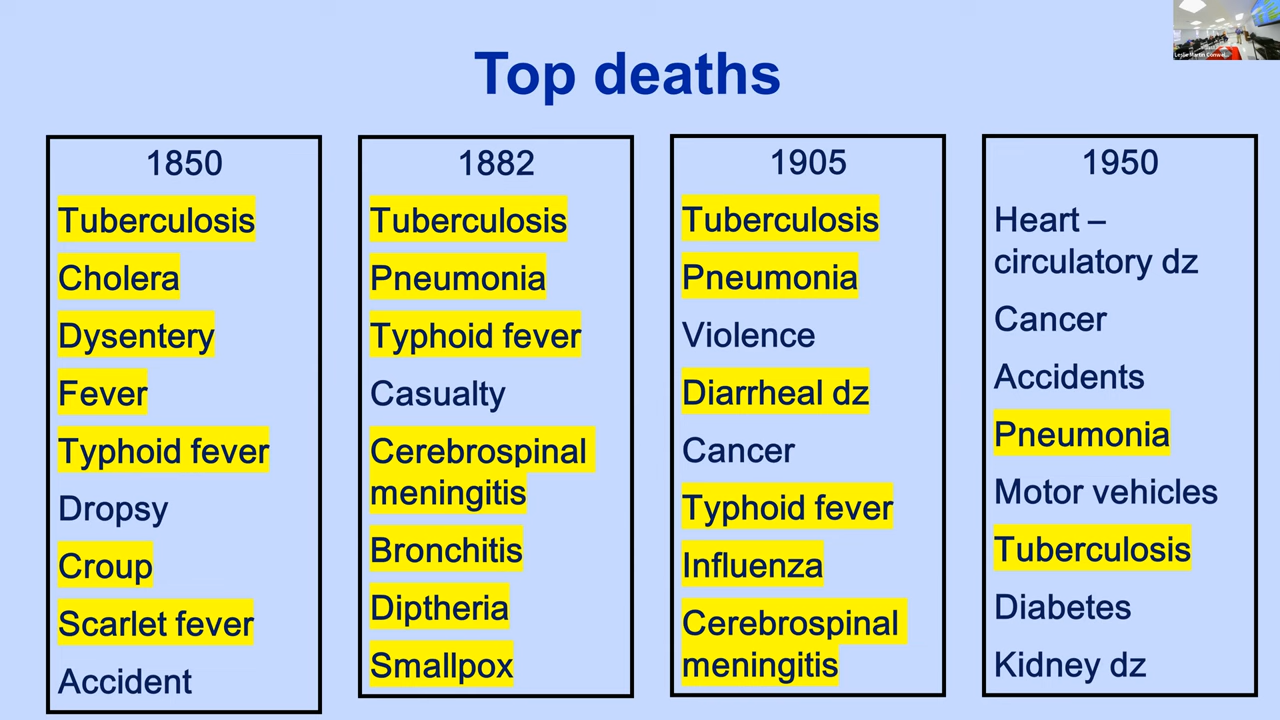 Top deaths
1850
Tuberculosis
Cholera
Dysentery
Fever
Typhoid fever
Dropsy
Croup
Scarlet fever
Accident
1882
Tuberculosis
Pneumonia
Typhoid fever
Casualty
Cerebrospinal
meningitis
Bronchitis
Diptheria
Smallpox
1905
Tuberculosis
Pneumonia
Violence
Diarrheal dz
Cancer
Typhoid fever
Influenza
Cerebrospinal
meningitis
1950
Heart –
circulatory dz
Cancer
Accidents
Pneumonia
Motor vehicles
Tuberculosis
Diabetes
Kidney dz